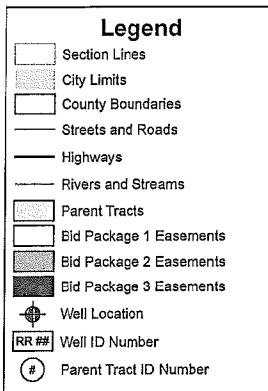 Legend
Section Lines
City Limits
County Boundaries
Streets and Roads
Highways
Rivers and Streams
Parent Tracts
Bid Package 1 Easements
Bid Package 2 Easements
Bid Package 3 Easements
Well Location
RR ## Well ID Number
# Parent Tract ID Number